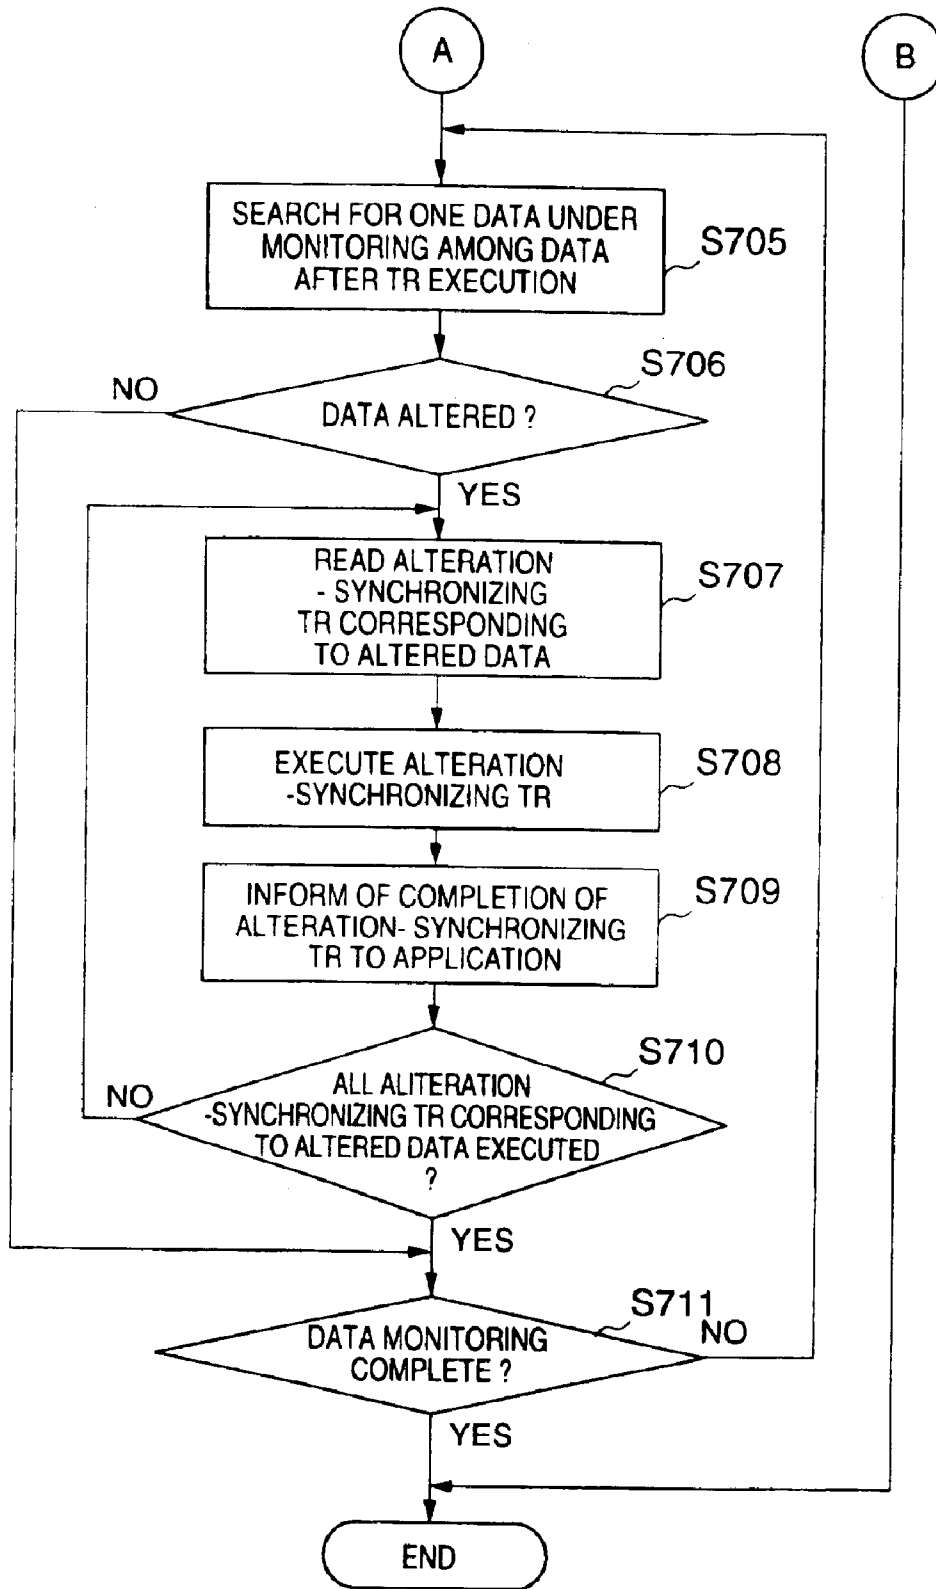 A
B
SEARCH FOR ONE DATA UNDER
MONITORING AMONG DATA
AFTER TR EXECUTION
S705
S706
NO
DATA ALTERED ?
YES
READ ALTERATION
- SYNCHRONIZING
TR CORRESPONDING
TO ALTERED DATA
S707
EXECUTE ALTERATION
-SYNCHRONIZING TR
S708
INFORM OF COMPLETION OF
ALTERATION- SYNCHRONIZING
TR TO APPLICATION
S709
S710
NO
ALL ALITERATION
-SYNCHRONIZING TR CORRESPONDING
TO ALTERED DATA EXECUTED
?
YES
S711
NO
DATA MONITORING
COMPLETE ?
YES
END